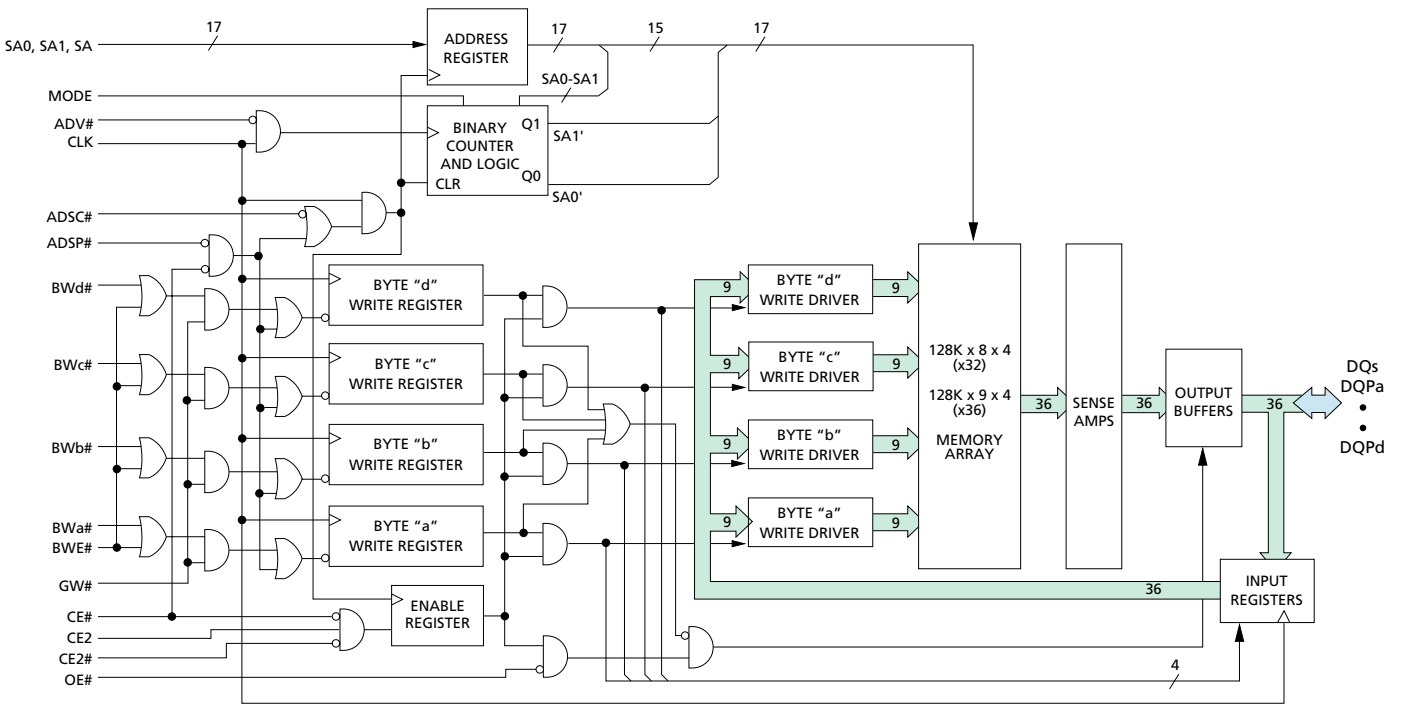 SA0, SA1, SA
17
ADDRESS
REGISTER
17
15
17
SA0-SA1
MODE
ADV#
CLK
BINARY
COUNTER
AND LOGIC
Q1
SA1'
Q0
CLR
SA0'
ADSC#
ADSP#
BWd#
BYTE “d”
WRITE REGISTER
9
BYTE “d”
WRITE DRIVER
9
BWc#
BYTE “c”
WRITE REGISTER
9
BYTE “c”
WRITE DRIVER
9
BWb#
BYTE “b”
WRITE REGISTER
9
BYTE “b”
WRITE DRIVER
9
BWa#
BWE#
BYTE “a”
WRITE REGISTER
9
BYTE “a”
WRITE DRIVER
9
128K x 8 x 4
(x32)
128K x 9 x 4
(x36)
MEMORY
ARRAY
36
SENSE
AMPS
36
OUTPUT
BUFFERS
36
DQs
DQPa
DQPd
GW#
CE#
CE2
CE2#
OE#
ENABLE
REGISTER
36
INPUT
REGISTERS
4